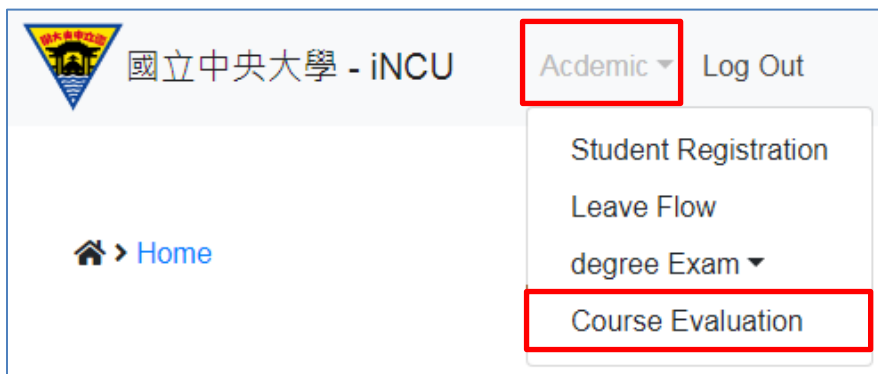 國立中央大學 - iNCU
Acdemic
Log Out
Student Registration
Leave Flow
degree Exam
Course Evaluation
Home